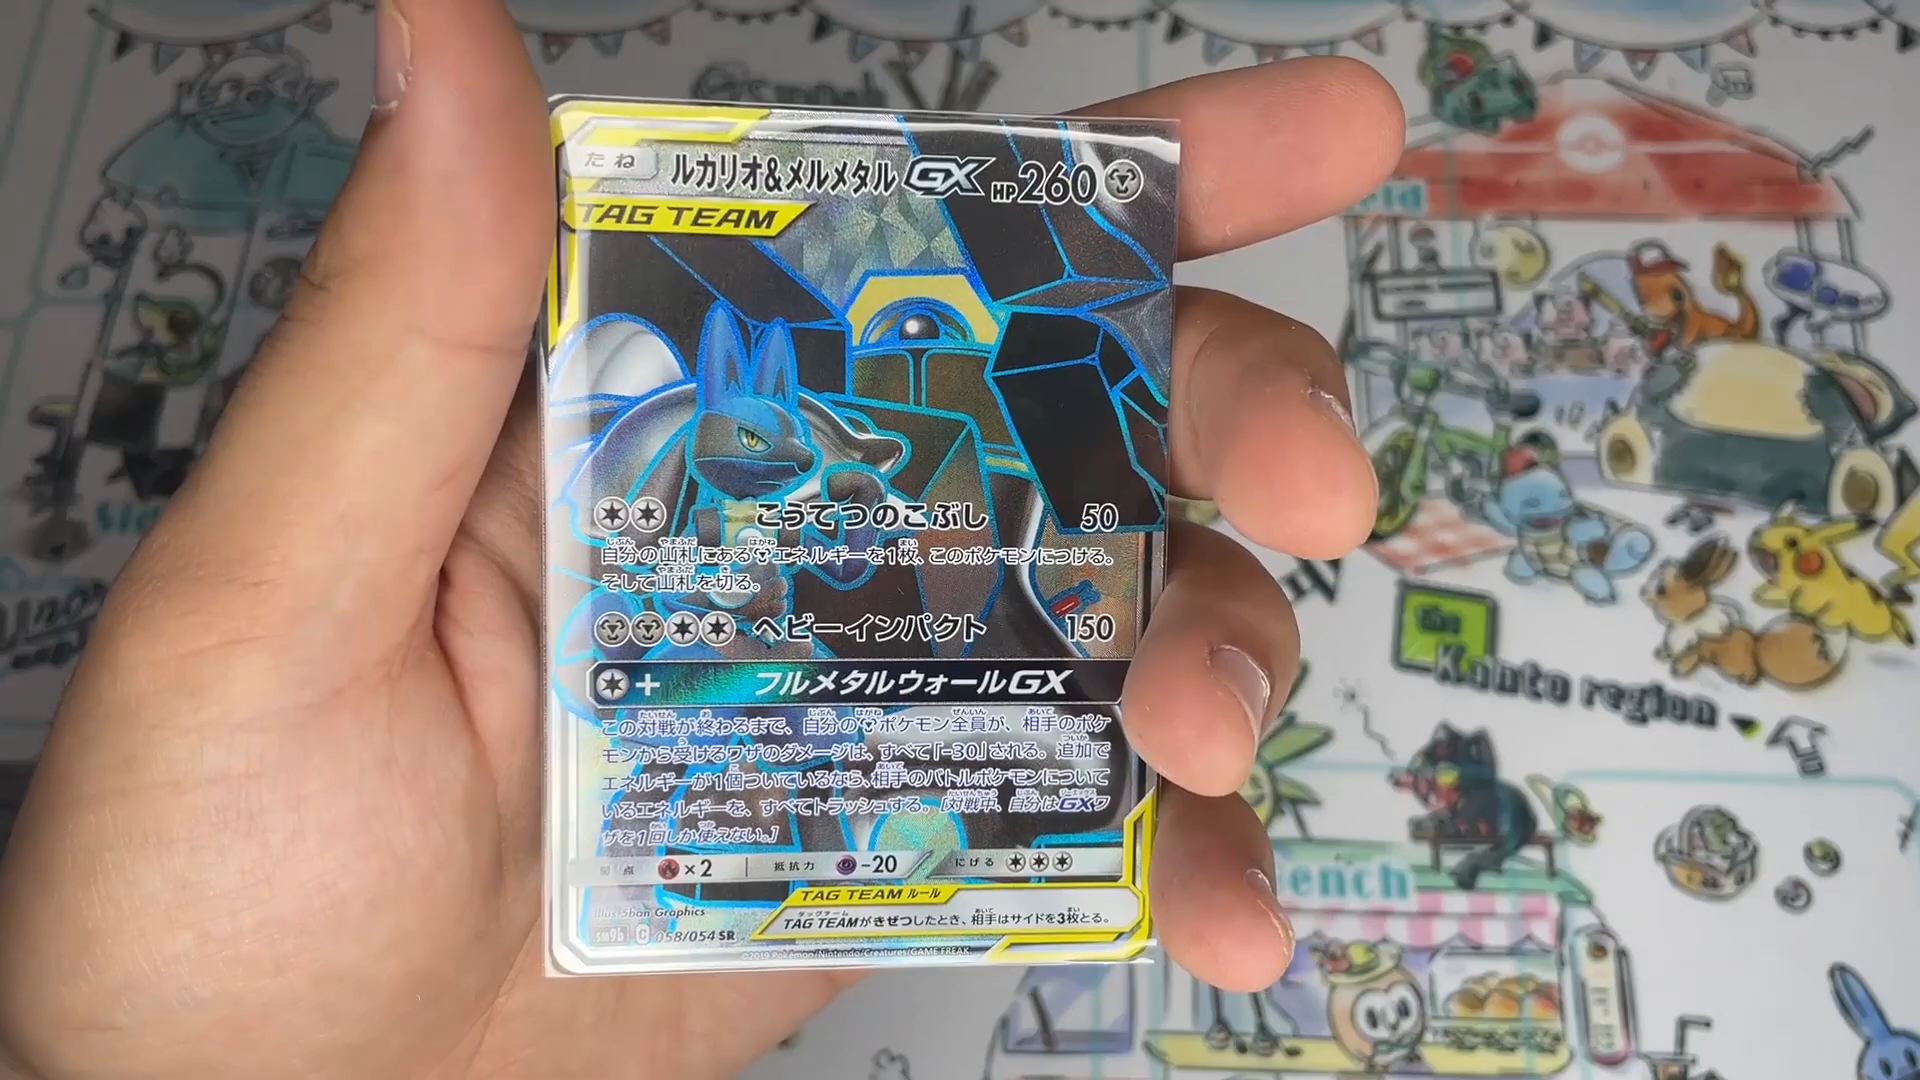 たね ルカリオ&メルメタル GX HP 260
TAG TEAM
こうてつのこぶし 50
自分の山札にあるエネルギーを1枚、このポケモンにつける。
そして山札を切る。
ヘビーインパクト 150
+ フルメタルウォールGX
この対戦が終わるまで、自分のポケモン全員が、相手のポケ
モンから受けるワザのダメージは、すべて「-30」される。追加で
エネルギーが1個ついているなら、相手のバトルポケモンについて
いるエネルギーを、すべてトラッシュする。[対戦中、自分はGXワ
ザを1回しか使えない。]
弱点 ×2 抵抗力 -20 にげる
TAG TEAM ルール
TAG TEAMがきぜつしたとき、相手はサイドを3枚とる。
Illus. 5ban Graphics
SM9b C 058/054 SR
©2019 Pokémon/Nintendo/Creatures/GAME FREAK.
the
Kanto region